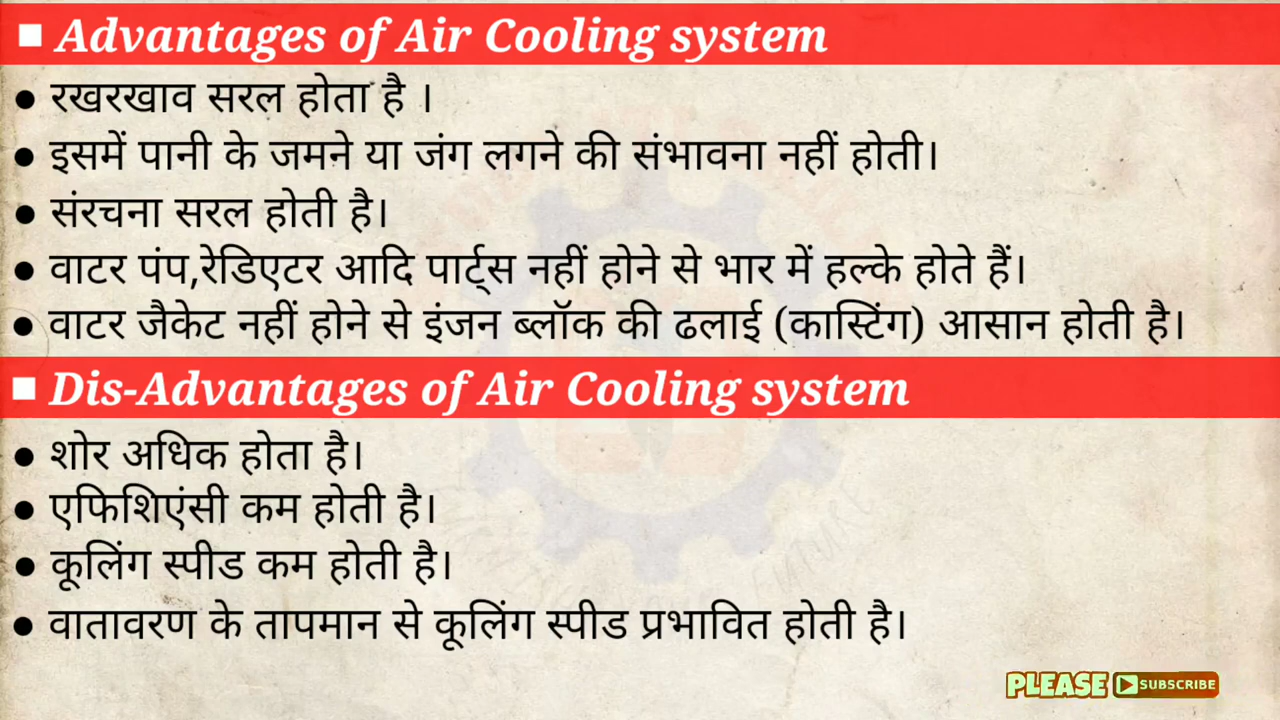 ■ Advantages of Air Cooling system
● रखरखाव सरल होता है ।
● इसमें पानी के जमने या जंग लगने की संभावना नहीं होती।
● संरचना सरल होती है।
● वाटर पंप,रेडिएटर आदि पार्ट्स नहीं होने से भार में हल्के होते हैं।
● वाटर जैकेट नहीं होने से इंजन ब्लॉक की ढलाई (कास्टिंग) आसान होती है।
■ Dis-Advantages of Air Cooling system
● शोर अधिक होता है।
● एफिशिएंसी कम होती है।
● कूलिंग स्पीड कम होती है।
● वातावरण के तापमान से कूलिंग स्पीड प्रभावित होती है।
PLEASE SUBSCRIBE